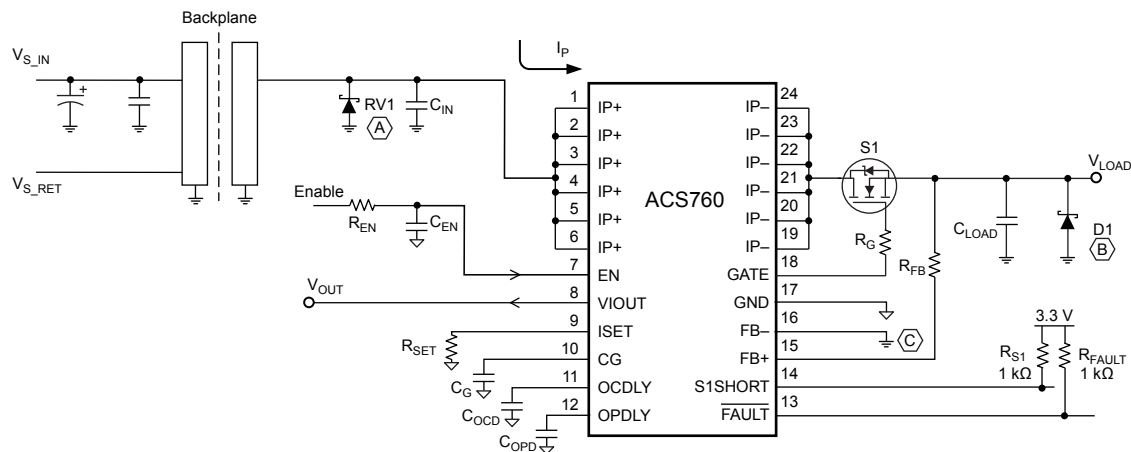 Backplane
V_S_IN
+
V_S_RET
I_P
RV1
A
C_IN
Enable
R_EN
C_EN
V_OUT
R_SET
C_G
C_OCD
C_OPD
ACS760
1 IP+
2 IP+
3 IP+
4 IP+
5 IP+
6 IP+
7 EN
8 VIOUT
9 ISET
10 CG
11 OCDLY
12 OPDLY
IP– 24
IP– 23
IP– 22
IP– 21
IP– 20
IP– 19
GATE 18
GND 17
FB– 16
FB+ 15
S1SHORT 14
FAULT 13
S1
R_G
R_FB
C_LOAD
V_LOAD
D1
B
C
3.3 V
R_S1
1 kΩ
R_FAULT
1 kΩ